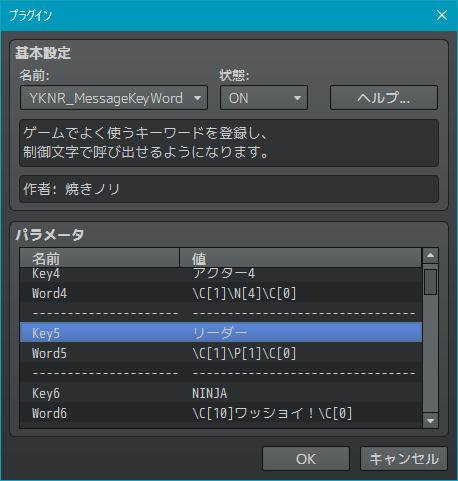 プラグイン
基本設定
名前:
状態:
YKNR_MessageKeyWord
ON
ヘルプ...
ゲームでよく使うキーワードを登録し、
制御文字で呼び出せるようになります。
作者: 焼きノリ
パラメータ
名前 値
Key4 アクター4
Word4 \C[1]\N[4]\C[0]
--------------------- --------------------------------
Key5 リーダー
Word5 \C[1]\P[1]\C[0]
--------------------- --------------------------------
Key6 NINJA
Word6 \C[10]ワッショイ！\C[0]
OK
キャンセル